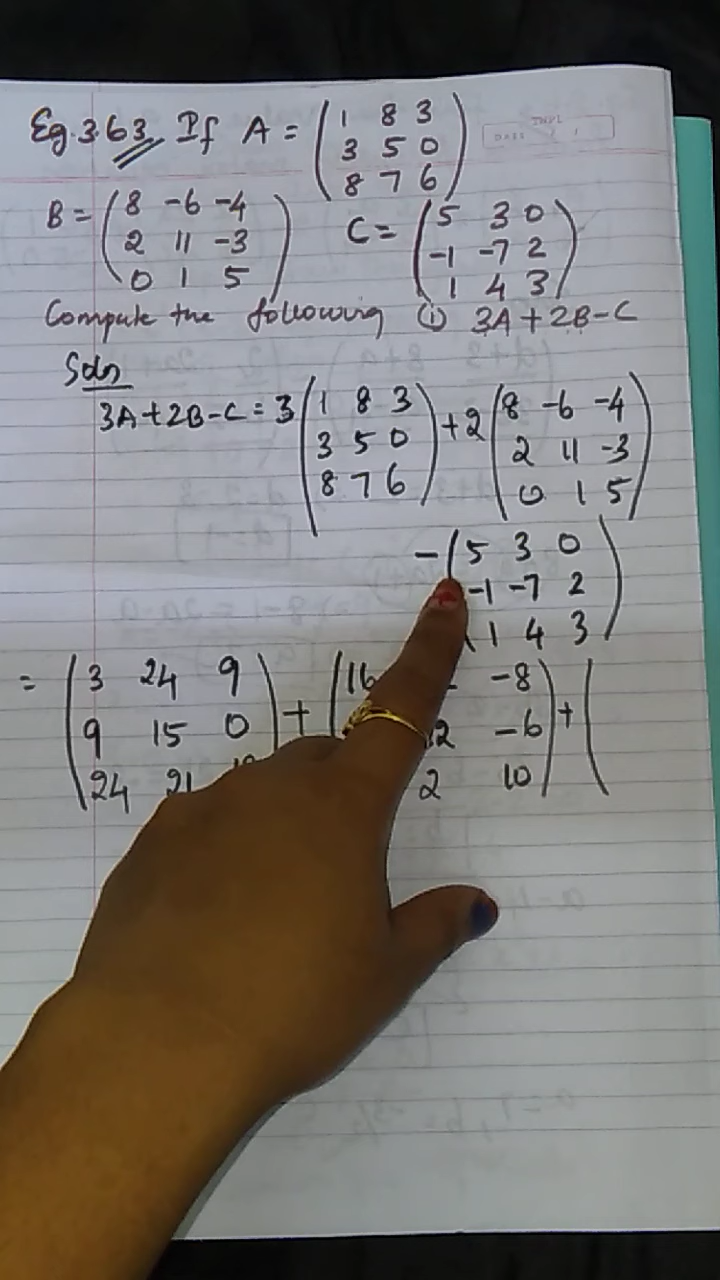 Eg.3.63. If A = (1 8 3
3 5 0
8 7 6)
B = (8 -6 -4
2 11 -3
0 1 5)
C = (5 3 0
-1 -7 2
1 4 3)
Compute the following (i) 3A+2B-C
Soln
3A+2B-C = 3(1 8 3
3 5 0
8 7 6)
+2(8 -6 -4
2 11 -3
0 1 5)
-(5 3 0
-1 -7 2
1 4 3)
= (3 24 9
9 15 0
24 21
+ (16 -8
-6
2 10) + (